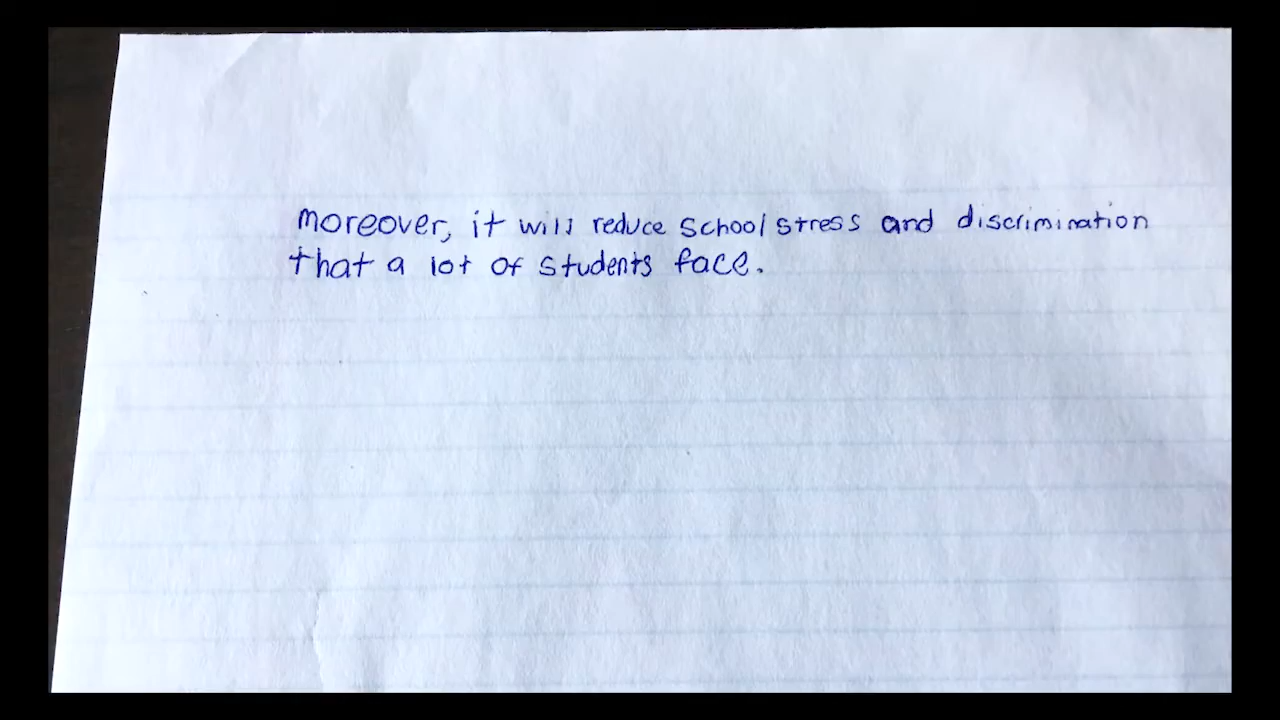 moreover, it will reduce school stress and discrimination
that a lot of students face.